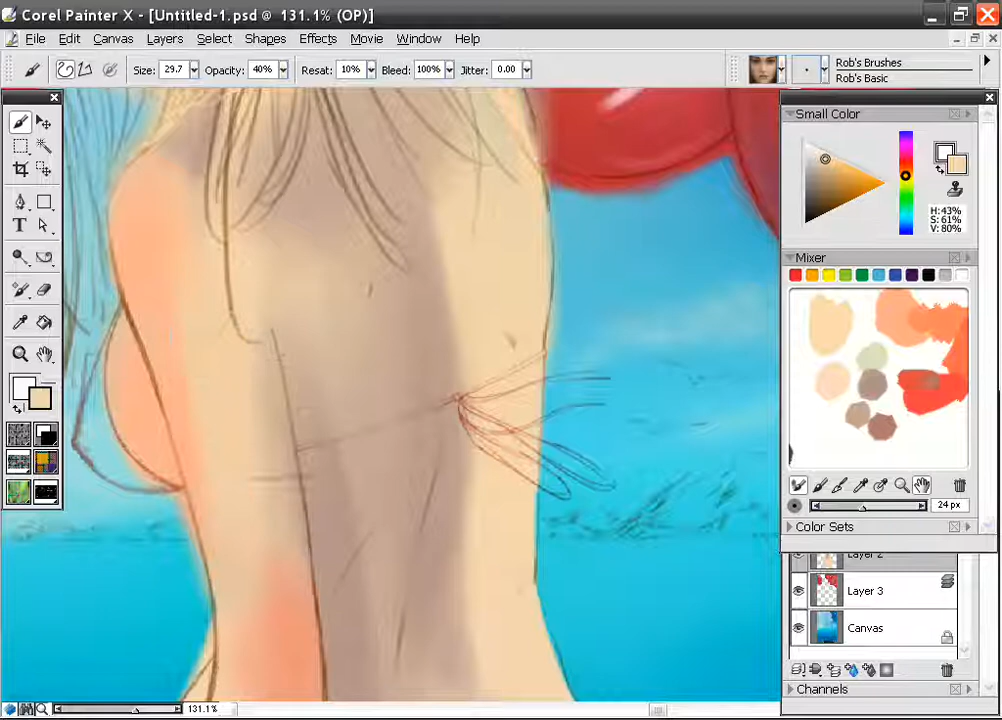 Corel Painter X - [Untitled-1.psd @ 131.1% (OP)]
File Edit Canvas Layers Select Shapes Effects Movie Window Help
Size: 29.7 Opacity: 40% Resat: 10% Bleed: 100% Jitter: 0.00
Rob's Brushes
Rob's Basic
Small Color
H:43%
S:61%
V:80%
Mixer
T
24 px
Color Sets
Layer 2
Layer 3
Canvas
Channels
131.1%